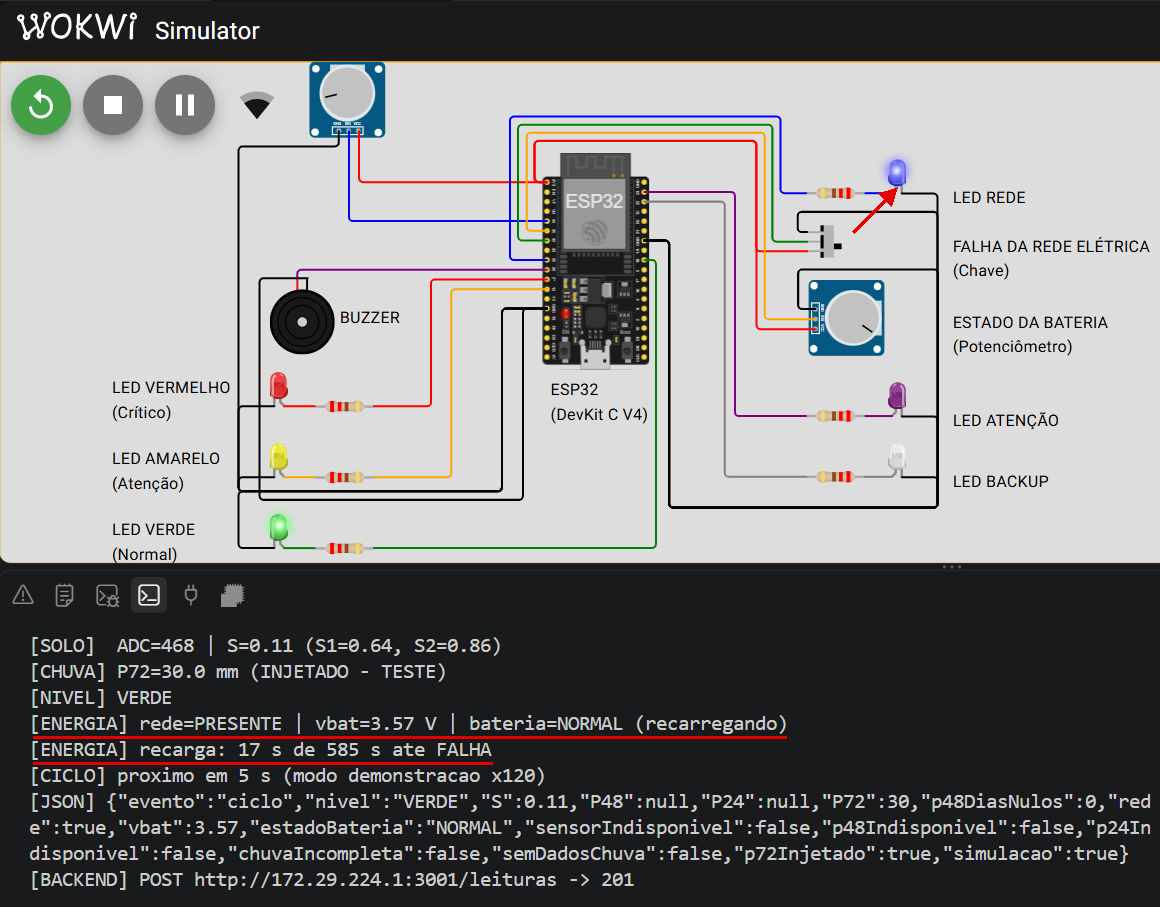 WOKWI Simulator
GND SIG VCC
ESP32
LED REDE
FALHA DA REDE ELÉTRICA
(Chave)
BUZZER
ESTADO DA BATERIA
(Potenciômetro)
LED VERMELHO
(Crítico)
ESP32
(DevKit C V4)
LED ATENÇÃO
LED AMARELO
(Atenção)
LED BACKUP
LED VERDE
(Normal)
[SOLO]  ADC=468 | S=0.11 (S1=0.64, S2=0.86)
[CHUVA] P72=30.0 mm (INJETADO - TESTE)
[NIVEL] VERDE
[ENERGIA] rede=PRESENTE | vbat=3.57 V | bateria=NORMAL (recarregando)
[ENERGIA] recarga: 17 s de 585 s ate FALHA
[CICLO] proximo em 5 s (modo demonstracao x120)
[JSON] {"evento":"ciclo","nivel":"VERDE","S":0.11,"P48":null,"P24":null,"P72":30,"p48DiasNulos":0,"red
e":true,"vbat":3.57,"estadoBateria":"NORMAL","sensorIndisponivel":false,"p48Indisponivel":false,"p24In
disponivel":false,"chuvaIncompleta":false,"semDadosChuva":false,"p72Injetado":true,"simulacao":true}
[BACKEND] POST http://172.29.224.1:3001/leituras -> 201